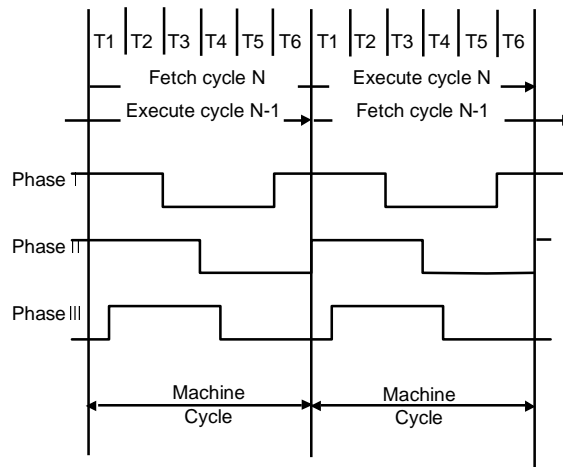 T1 T2 T3 T4 T5 T6 T1 T2 T3 T4 T5 T6
Fetch cycle N Execute cycle N
Execute cycle N-1 Fetch cycle N-1
Phase I
Phase II
Phase III
Machine Machine
Cycle Cycle